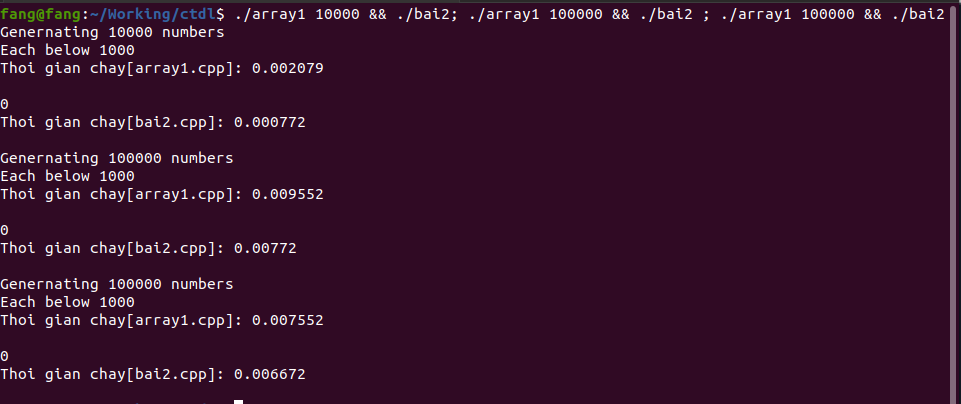 fang@fang:~/Working/ctdl$ ./array1 10000 && ./bai2; ./array1 100000 && ./bai2 ; ./array1 100000 && ./bai2
Genernating 10000 numbers
Each below 1000
Thoi gian chay[array1.cpp]: 0.002079
0
Thoi gian chay[bai2.cpp]: 0.000772
Genernating 100000 numbers
Each below 1000
Thoi gian chay[array1.cpp]: 0.009552
0
Thoi gian chay[bai2.cpp]: 0.00772
Genernating 100000 numbers
Each below 1000
Thoi gian chay[array1.cpp]: 0.007552
0
Thoi gian chay[bai2.cpp]: 0.006672